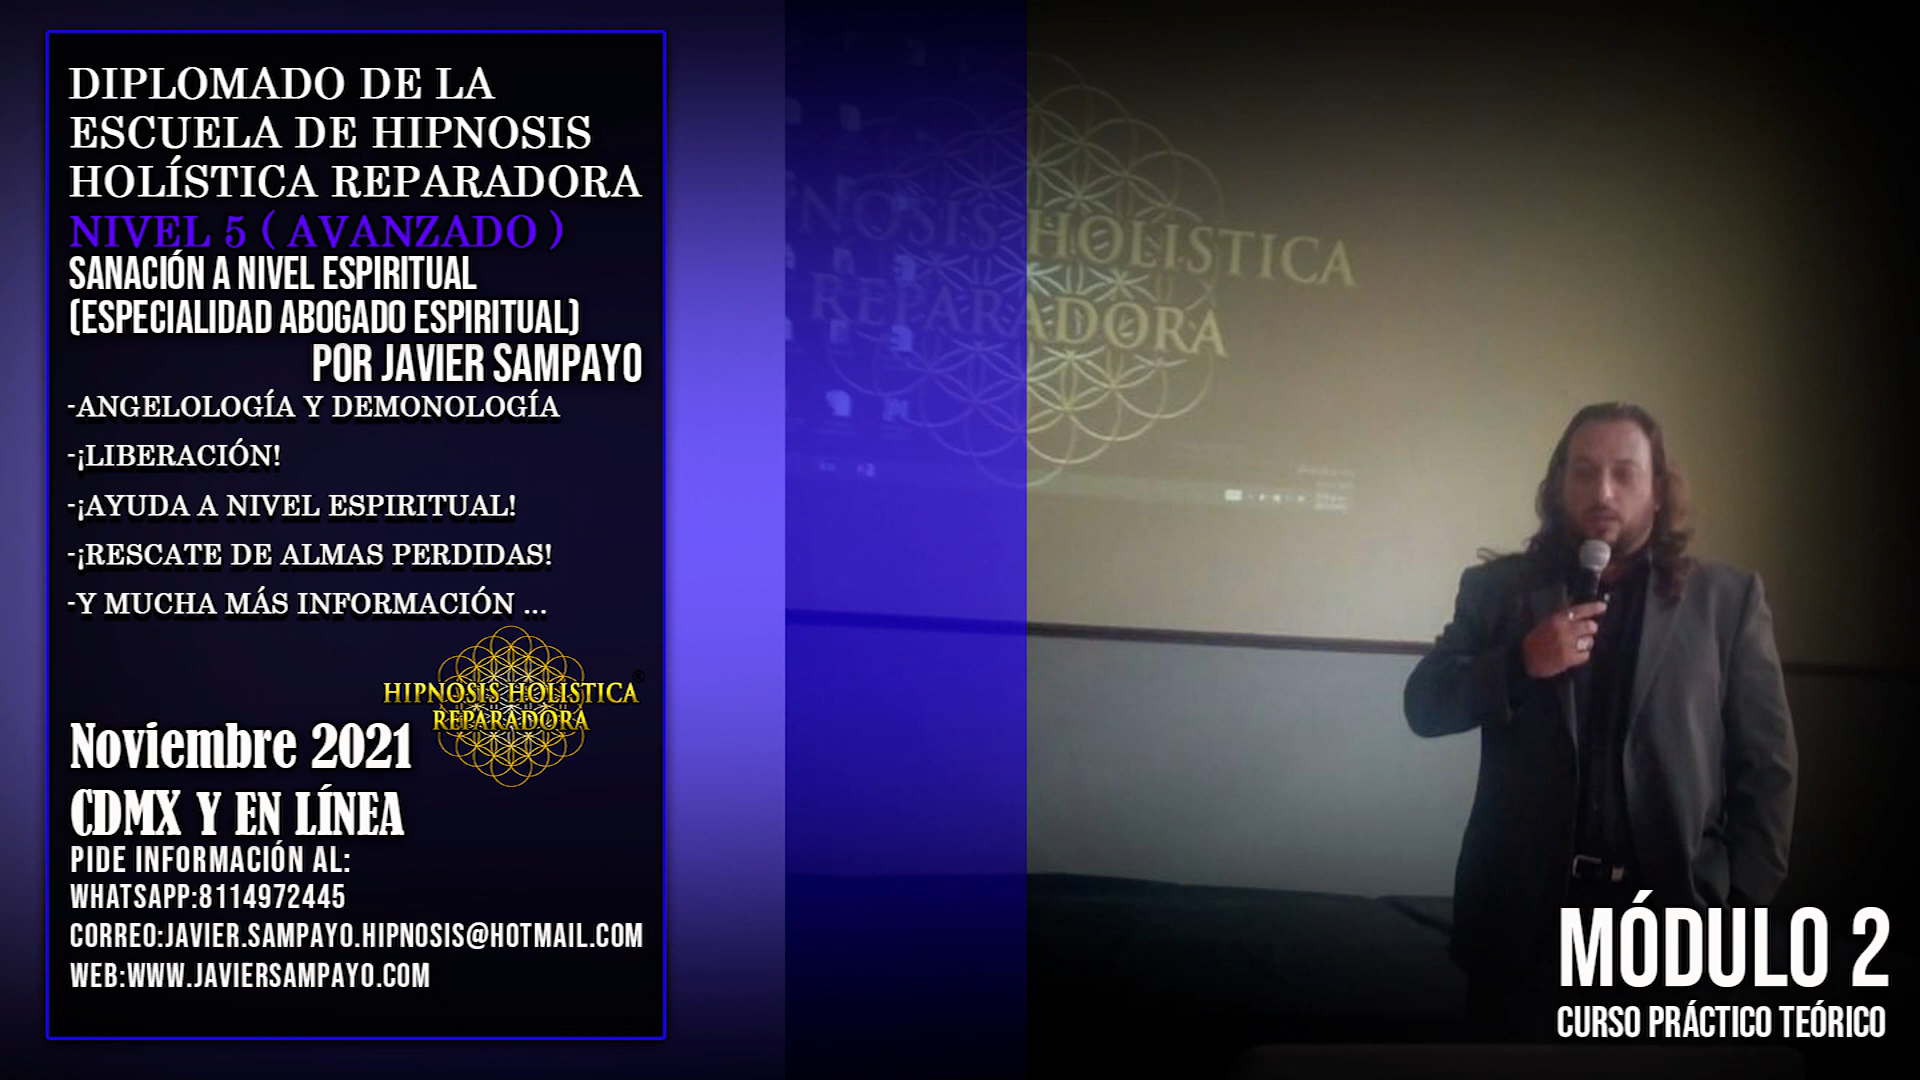 DIPLOMADO DE LA
ESCUELA DE HIPNOSIS
HOLÍSTICA REPARADORA
NIVEL 5 ( AVANZADO )
SANACIÓN A NIVEL ESPIRITUAL
(ESPECIALIDAD ABOGADO ESPIRITUAL)
POR JAVIER SAMPAYO
-ANGELOLOGÍA Y DEMONOLOGÍA
-¡LIBERACIÓN!
-¡AYUDA A NIVEL ESPIRITUAL!
-¡RESCATE DE ALMAS PERDIDAS!
-Y MUCHA MÁS INFORMACIÓN ...
HIPNOSIS HOLISTICA ®
REPARADORA
Noviembre 2021
CDMX Y EN LÍNEA
PIDE INFORMACIÓN AL:
WHATSAPP:8114972445
CORREO:JAVIER.SAMPAYO.HIPNOSIS@HOTMAIL.COM
WEB:WWW.JAVIERSAMPAYO.COM
NOSIS HOLISTICA
REPARADORA
MÓDULO 2
CURSO PRÁCTICO TEÓRICO